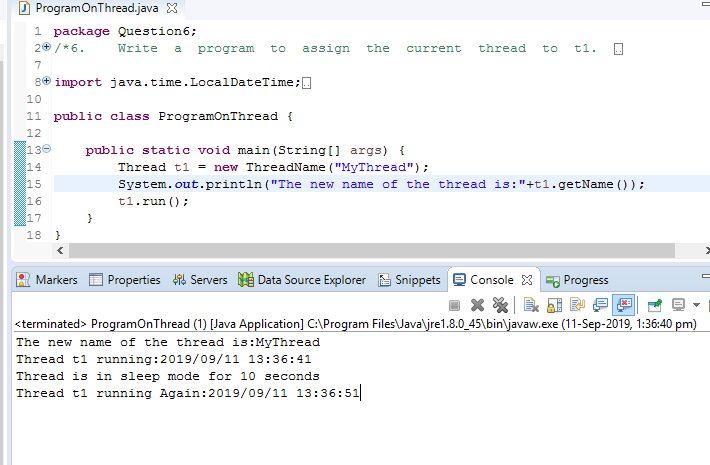 ProgramOnThread.java
1 package Question6;
2 /*6. Write a program to assign the current thread to t1.
7
8 import java.time.LocalDateTime;
10
11 public class ProgramOnThread {
12
13 public static void main(String[] args) {
14 Thread t1 = new ThreadName("MyThread");
15 System.out.println("The new name of the thread is:"+t1.getName());
16 t1.run();
17 }
18 }
Markers Properties Servers Data Source Explorer Snippets Console Progress
<terminated> ProgramOnThread (1) [Java Application] C:\Program Files\Java\jre1.8.0_45\bin\javaw.exe (11-Sep-2019, 1:36:40 pm)
The new name of the thread is:MyThread
Thread t1 running:2019/09/11 13:36:41
Thread is in sleep mode for 10 seconds
Thread t1 running Again:2019/09/11 13:36:51